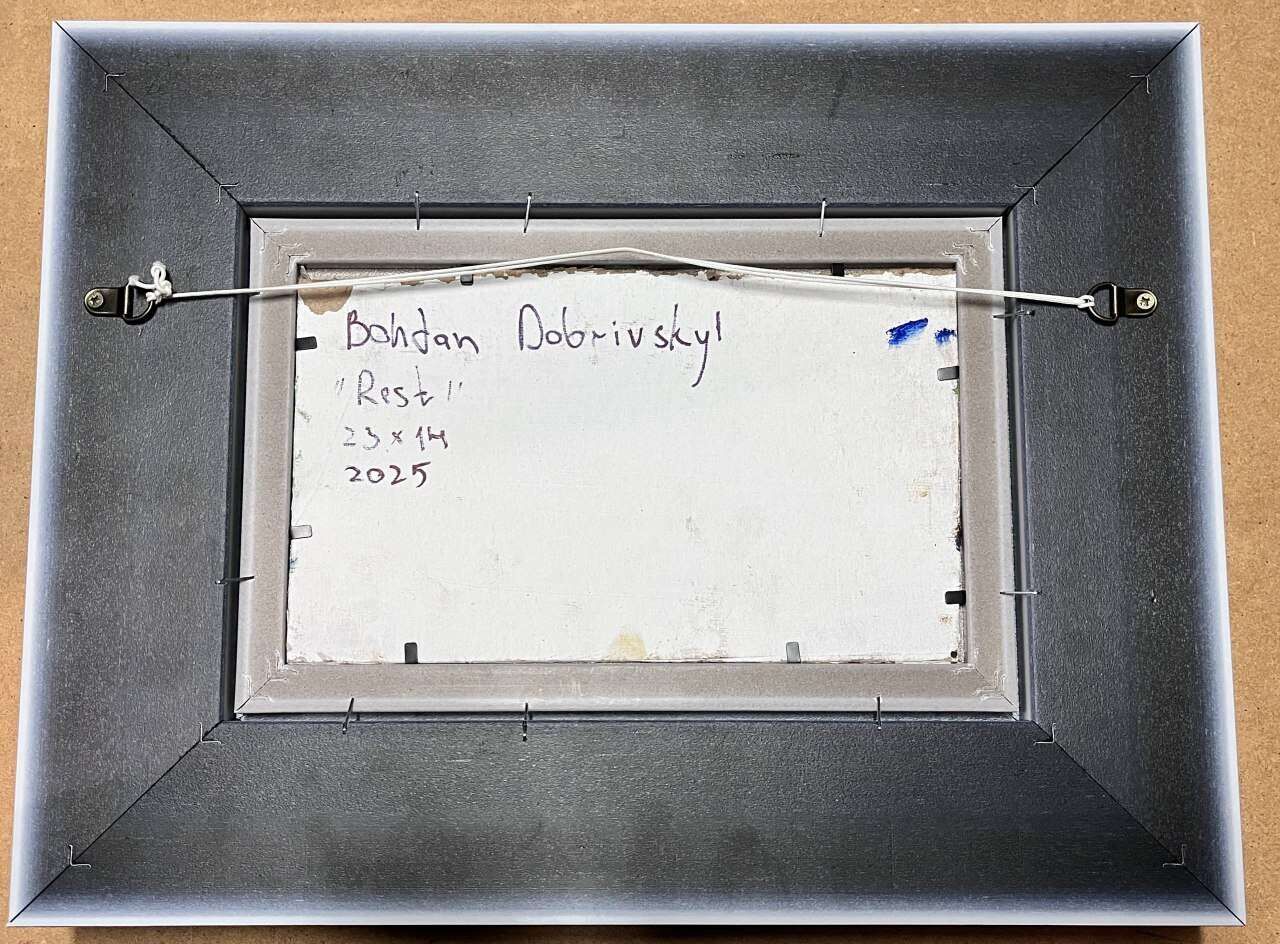 Bohdan Dobrivskyi
"Rest"
23 x 14
2025